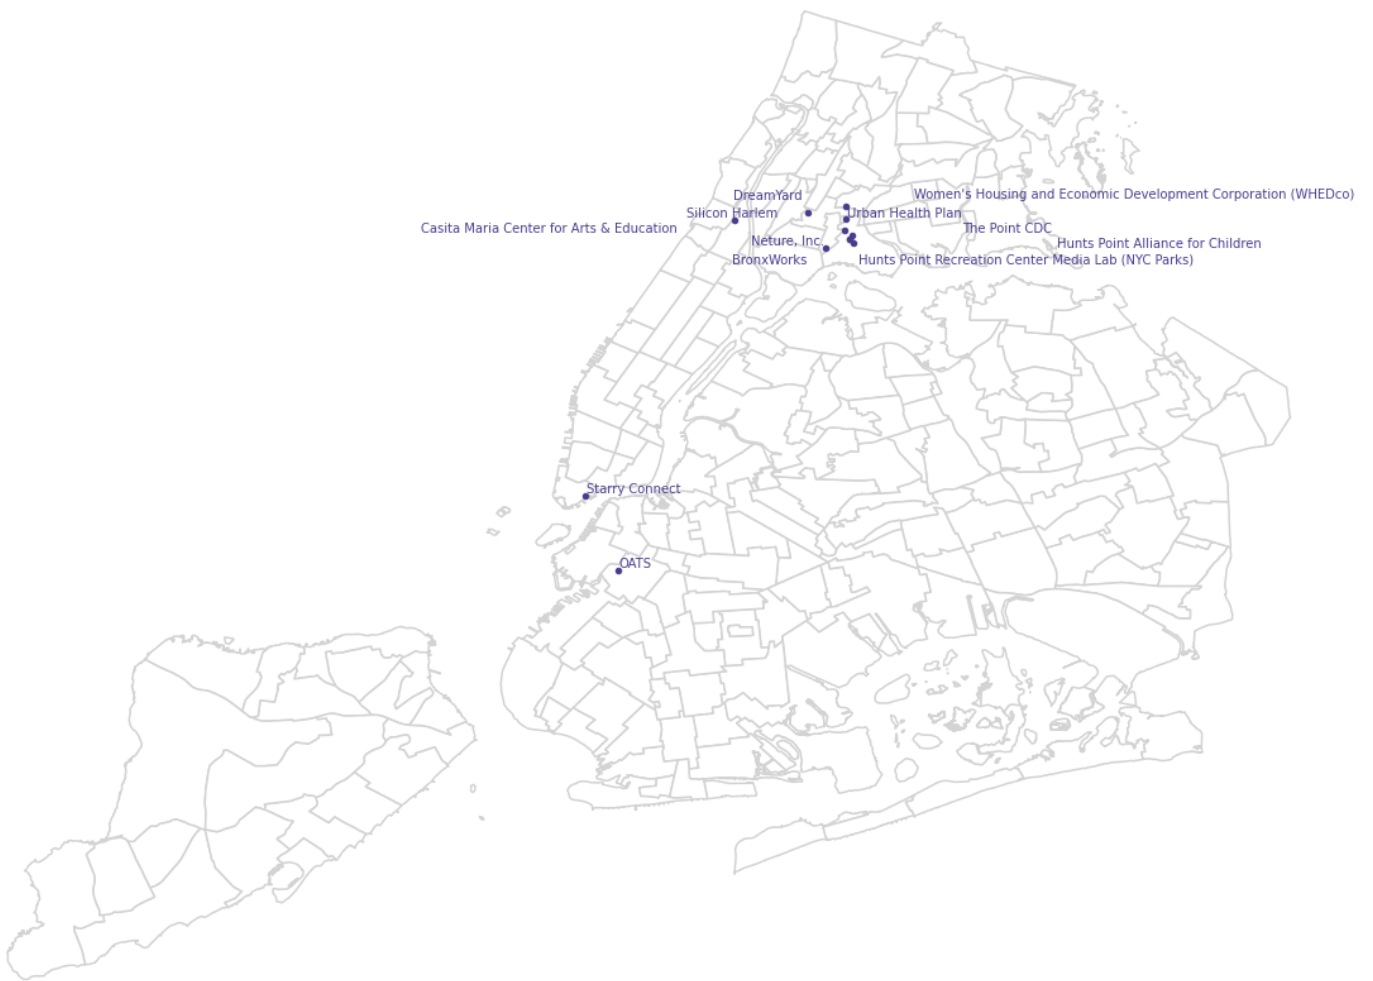 Women's Housing and Economic Development Corporation (WHEDco)
DreamYard
Silicon Harlem
Urban Health Plan
Casita Maria Center for Arts & Education
The Point CDC
Neture, Inc.
Hunts Point Alliance for Children
BronxWorks
Hunts Point Recreation Center Media Lab (NYC Parks)
Starry Connect
OATS